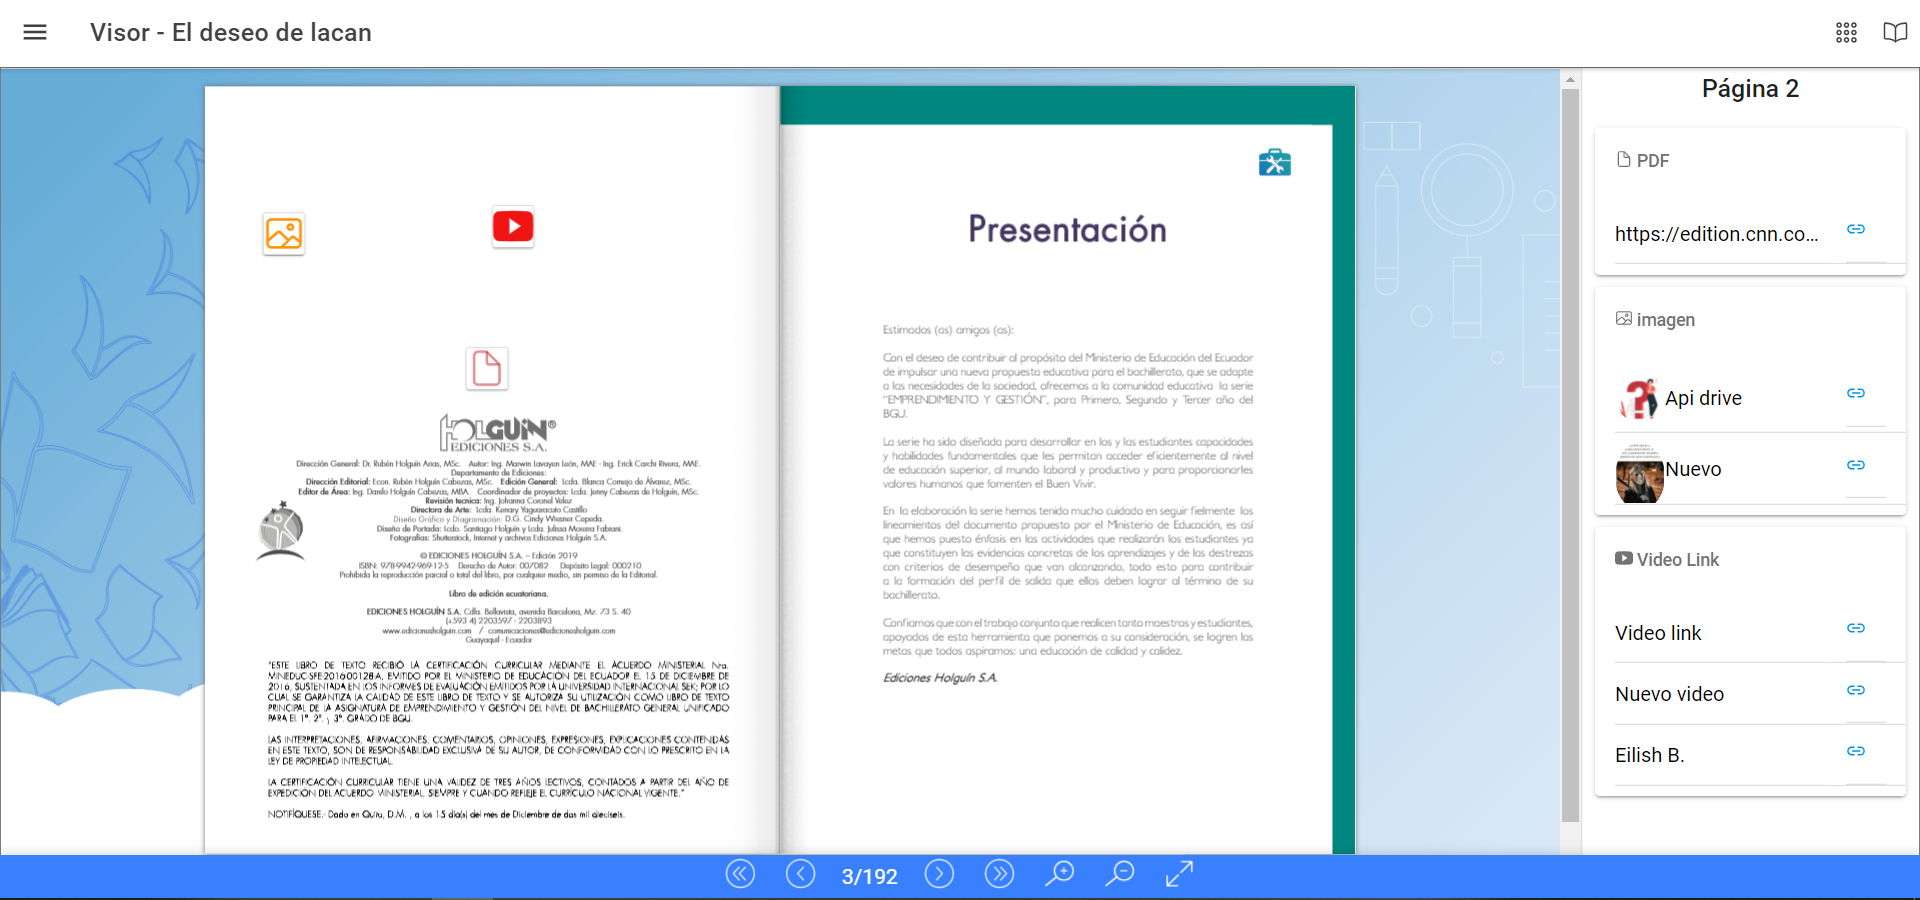 Visor - El deseo de lacan
HOLGUÍN®
EDICIONES S.A.
Dirección General: Dr. Rubén Holguín Arias, MSc. Autor: Ing. Marwin Lavayen León, MAE - Ing. Erick Carchi Rivera, MAE.
Departamento de Ediciones:
Dirección Editorial: Econ. Rubén Holguín Cabezas, MSc. Edición General: Lcda. Blanca Cornejo de Álvarez, MSc.
Editor de Área: Ing. Danilo Holguín Cabezas, MBA. Coordinador de proyectos: Lcda. Jenny Cabezas de Holguín, MSc.
Revisión técnica: Ing. Johanna Coronel Velez
Directora de Arte: Lcda. Kenary Yaguaracuto Castillo
Diseño Gráfico y Diagramación: D.G. Cindy Wiesner Cepeda.
Diseño de Portada: Lcdo. Santiago Holguín y Lcda. Julissa Moreira Fabiani.
Fotografías: Shutterstock, Internet y archivos Ediciones Holguín S.A.
© EDICIONES HOLGUÍN S.A. – Edición 2019
ISBN: 978-9942-969-12-5 Derecho de Autor: 007082 Depósito Legal: 000210
Prohibida la reproducción parcial o total del libro, por cualquier medio, sin permiso de la Editorial.
Libro de edición ecuatoriana.
EDICIONES HOLGUÍN S.A. Cdla. Bellavista, avenida Barcelona, Mz. 73 S. 40
(+593 4) 2203597 - 2203893
www.edicionesholguin.com / comunicaciones@edicionesholguin.com
Guayaquil - Ecuador
"ESTE LIBRO DE TEXTO RECIBIÓ LA CERTIFICACIÓN CURRICULAR MEDIANTE EL ACUERDO MINISTERIAL Nro.
MINEDUC-SFE-2016-00128-A, EMITIDO POR EL MINISTERIO DE EDUCACIÓN DEL ECUADOR EL 15 DE DICIEMBRE DE
2016, SUSTENTADA EN LOS INFORMES DE EVALUACIÓN EMITIDOS POR LA UNIVERSIDAD INTERNACIONAL SEK; POR LO
CUAL SE GARANTIZA LA CALIDAD DE ESTE LIBRO DE TEXTO Y SE AUTORIZA SU UTILIZACIÓN COMO LIBRO DE TEXTO
PRINCIPAL DE LA ASIGNATURA DE EMPRENDIMIENTO Y GESTIÓN DEL NIVEL DE BACHILLERATO GENERAL UNIFICADO
PARA EL 1º. 2º. y 3º. GRADO DE BGU.
LAS INTERPRETACIONES, AFIRMACIONES, COMENTARIOS, OPINIONES, EXPRESIONES, EXPLICACIONES CONTENIDAS
EN ESTE TEXTO, SON DE RESPONSABILIDAD EXCLUSIVA DE SU AUTOR, DE CONFORMIDAD CON LO PRESCRITO EN LA
LEY DE PROPIEDAD INTELECTUAL.
LA CERTIFICACIÓN CURRICULAR TIENE UNA VALIDEZ DE TRES AÑOS LECTIVOS, CONTADOS A PARTIR DEL AÑO DE
EXPEDICIÓN DEL ACUERDO MINISTERIAL, SIEMPRE Y CUANDO REFLEJE EL CURRÍCULO NACIONAL VIGENTE."
NOTIFÍQUESE.- Dado en Quito, D.M. , a los 15 día(s) del mes de Diciembre de dos mil dieciseis.
Presentación
Estimados (as) amigos (as):
Con el deseo de contribuir al propósito del Ministerio de Educación del Ecuador
de impulsar una nueva propuesta educativa para el bachillerato, que se adapte
a las necesidades de la sociedad, ofrecemos a la comunidad educativa la serie
"EMPRENDIMIENTO Y GESTIÓN", para Primero, Segundo y Tercer año del
BGU.
La serie ha sido diseñada para desarrollar en los y las estudiantes capacidades
y habilidades fundamentales que les permitan acceder eficientemente al nivel
de educación superior, al mundo laboral y productivo y para proporcionarles
valores humanos que fomenten el Buen Vivir.
En la elaboración la serie hemos tenido mucho cuidado en seguir fielmente los
lineamientos del documento propuesto por el Ministerio de Educación, es así
que hemos puesto énfasis en las actividades que realizarán los estudiantes ya
que constituyen las evidencias concretas de los aprendizajes y de las destrezas
con criterios de desempeño que van alcanzando, todo esto para contribuir
a la formación del perfil de salida que ellos deben lograr al término de su
bachillerato.
Confiamos que con el trabajo conjunto que realicen tanto maestros y estudiantes,
apoyados de esta herramienta que ponemos a su consideración, se logren las
metas que todos aspiramos: una educación de calidad y calidez.
Ediciones Holguín S.A.
Página 2
PDF
https://edition.cnn.co...
imagen
Api drive
Nuevo
Video Link
Video link
Nuevo video
Eilish B.
3/192